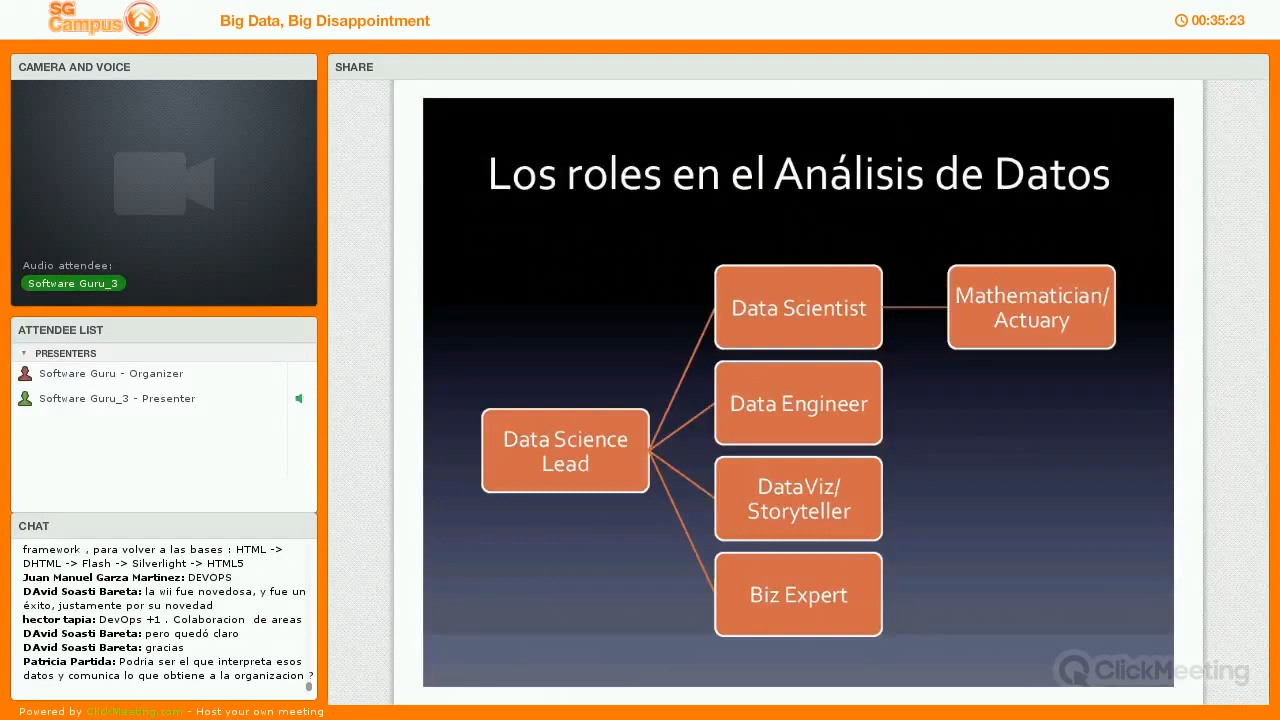 SG
Campus
Big Data, Big Disappointment
00:35:23
CAMERA AND VOICE
Audio attendee:
Software Guru_3
ATTENDEE LIST
PRESENTERS
Software Guru - Organizer
Software Guru_3 - Presenter
CHAT
framework , para volver a las bases : HTML ->
DHTML -> Flash -> Silverlight -> HTML5
Juan Manuel Garza Martinez: DEVOPS
DAvid Soasti Bareta: la wii fue novedosa, y fue un
éxito, justamente por su novedad
hector tapia: DevOps +1 . Colaboracion de areas
DAvid Soasti Bareta: pero quedó claro
DAvid Soasti Bareta: gracias
Patricia Partida: Podria ser el que interpreta esos
datos y comunica lo que obtiene a la organizacion ?
SHARE
Los roles en el Análisis de Datos
Data Science
Lead
Data Scientist
Mathematician/
Actuary
Data Engineer
DataViz/
Storyteller
Biz Expert
ClickMeeting
Powered by ClickMeeting.com - Host your own meeting